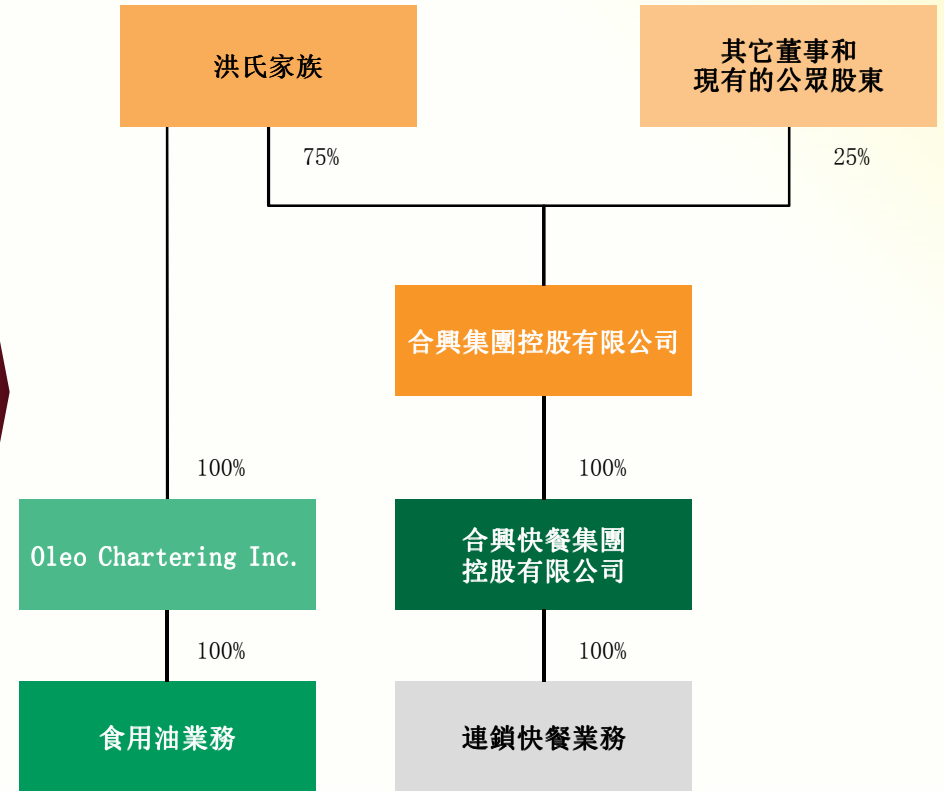 洪氏家族
其它董事和
現有的公眾股東
75%
25%
合興集團控股有限公司
100%
100%
Oleo Chartering Inc.
合興快餐集團
控股有限公司
100%
100%
食用油業務
連鎖快餐業務